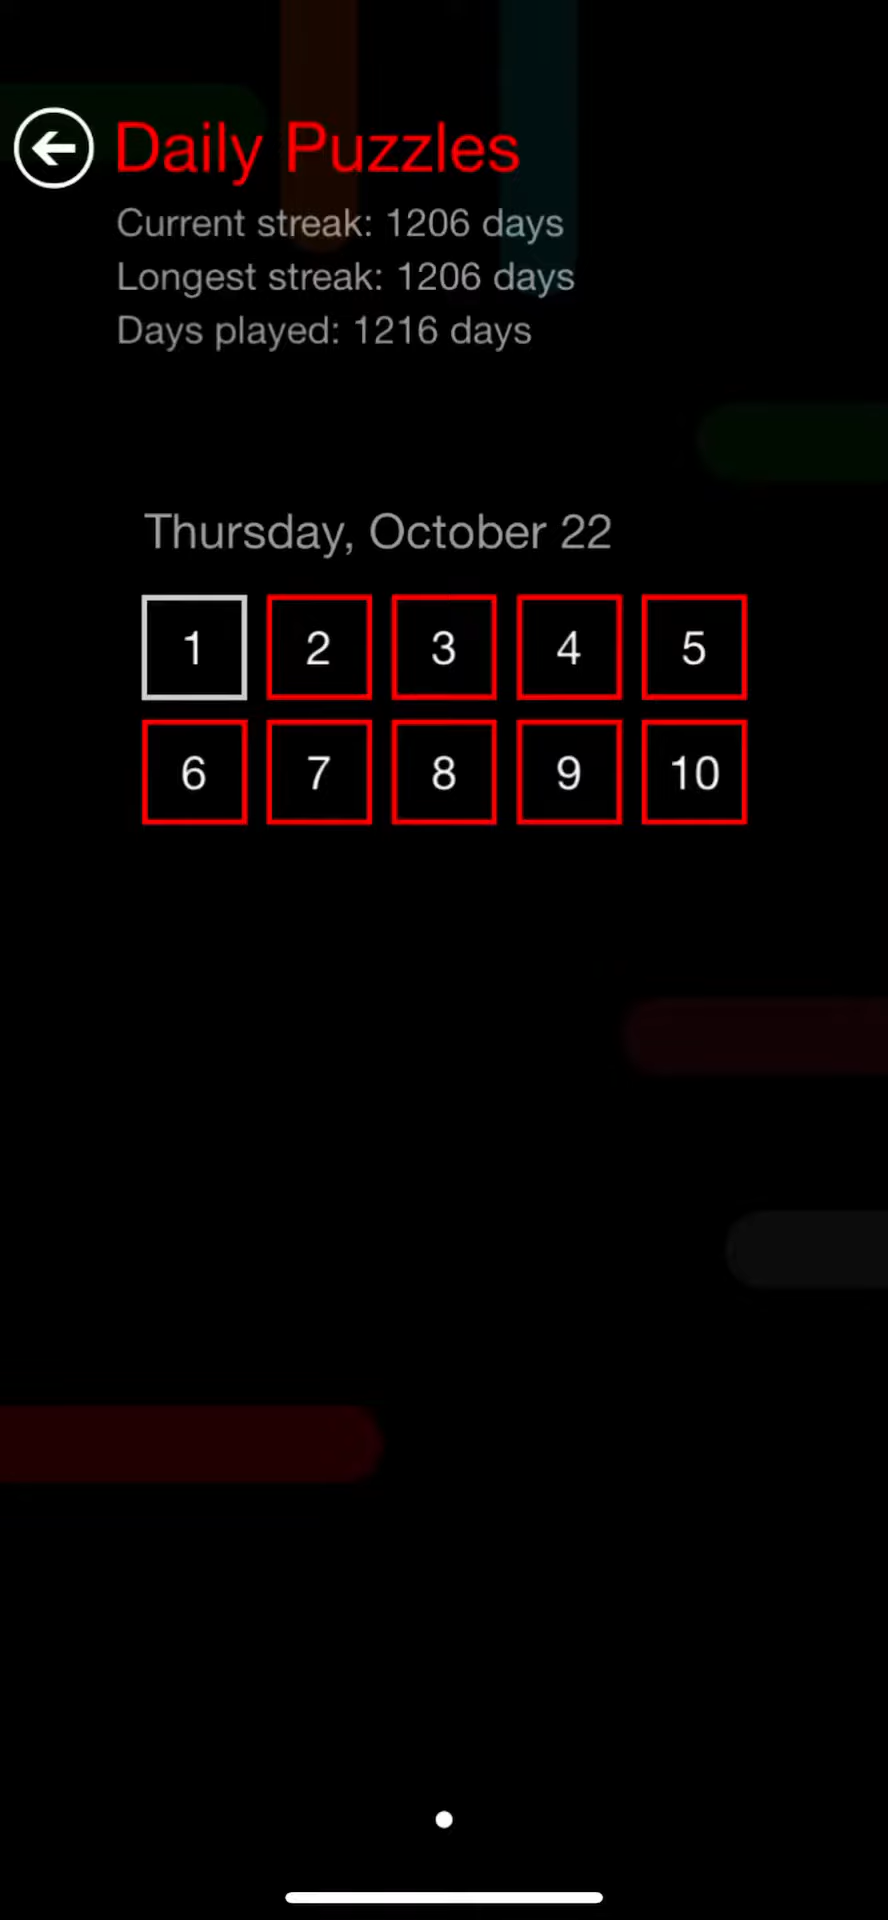 Daily Puzzles
Current streak: 1206 days
Longest streak: 1206 days
Days played: 1216 days
Thursday, October 22
1 2 3 4 5
6 7 8 9 10